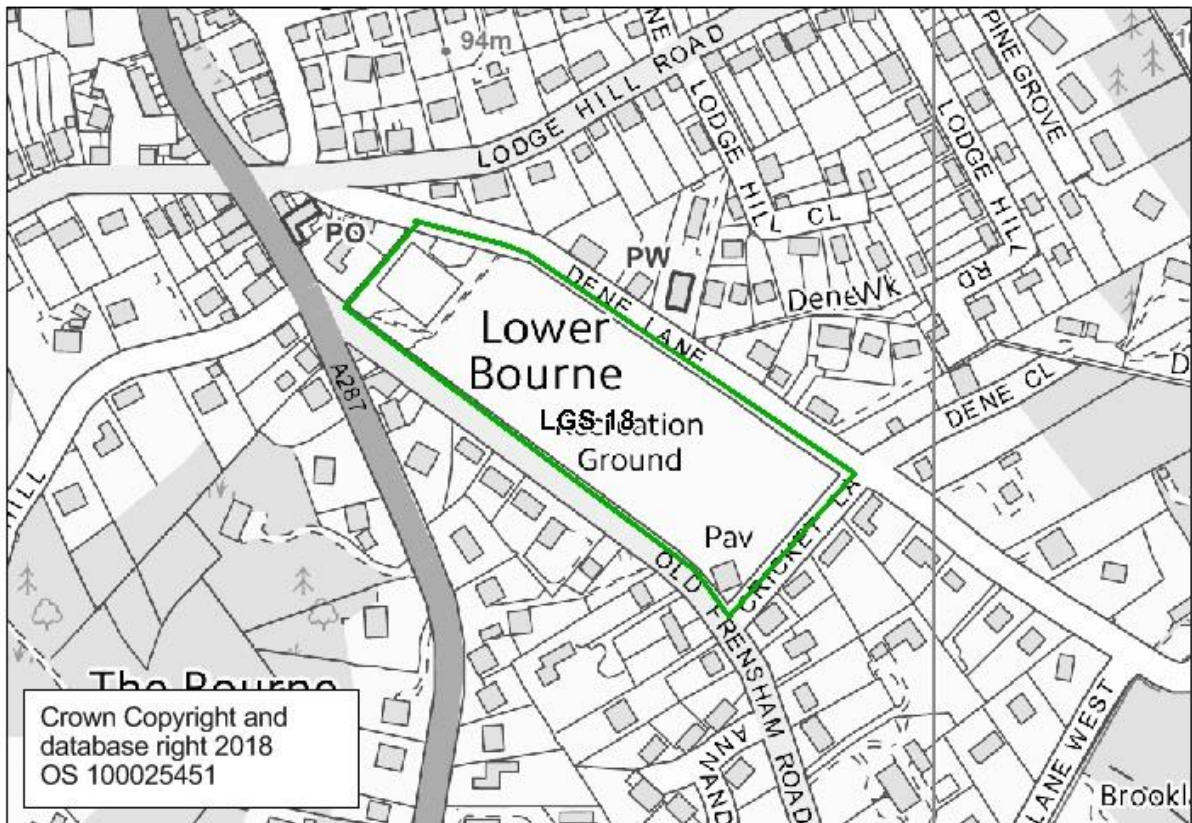 94m
LODGE HILL ROAD
LODGE HILL CL
PINE GROVE
LODGE HILL RD
PO
PW
DENE LANE
Dene Wk
Lower
Bourne
LGS 18
Recreation
Ground
DENE CL
A287
HILL
Pav
CRICKET LA
OLD FRENSHAM ROAD
The Bourne
LANE WEST
Crown Copyright and
database right 2018
OS 100025451